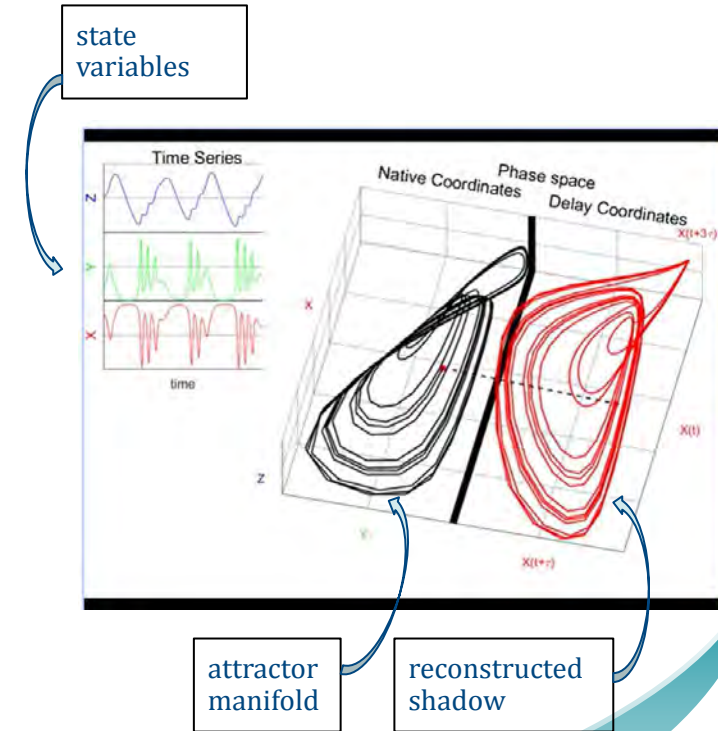 state
variables
Time Series
Z
Y
X
time
Phase space
Native Coordinates
Delay Coordinates
X(t+3τ)
X
X(t)
Z
Y
X(t+τ)
attractor
manifold
reconstructed
shadow